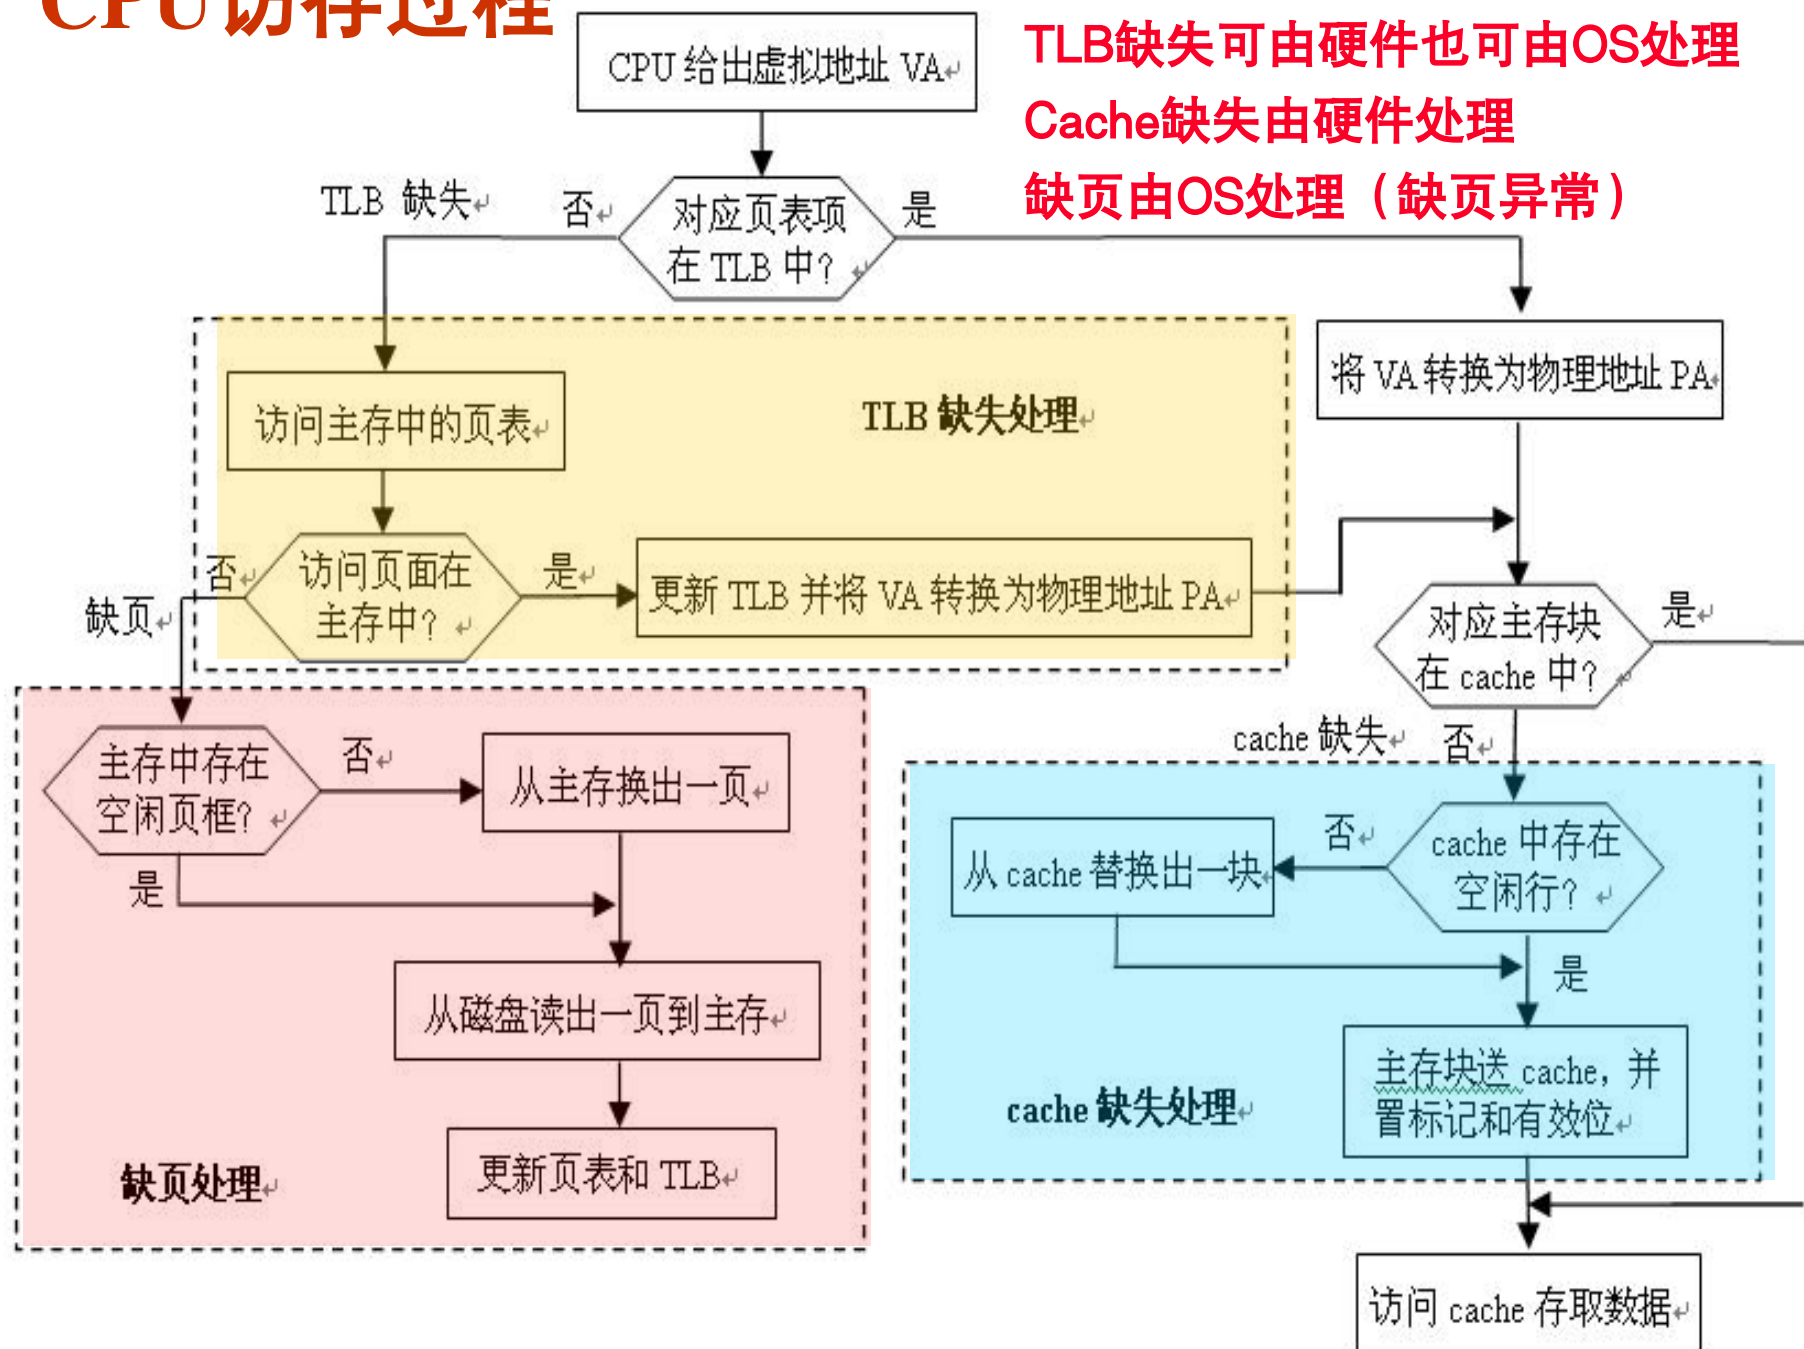 CPU访存过程
TLB缺失可由硬件也可由OS处理
Cache缺失由硬件处理
缺页由OS处理（缺页异常）
CPU 给出虚拟地址 VA
TLB 缺失
否
对应页表项
在 TLB 中?
是
访问主存中的页表
TLB 缺失处理
将 VA 转换为物理地址 PA
否
缺页
访问页面在
主存中?
是
更新 TLB 并将 VA 转换为物理地址 PA
对应主存块
在 cache 中?
是
cache 缺失
否
主存中存在
空闲页框?
否
从主存换出一页
是
从磁盘读出一页到主存
更新页表和 TLB
缺页处理
cache 中存在
空闲行?
否
从 cache 替换出一块
是
主存块送 cache，并
置标记和有效位
cache 缺失处理
访问 cache 存取数据